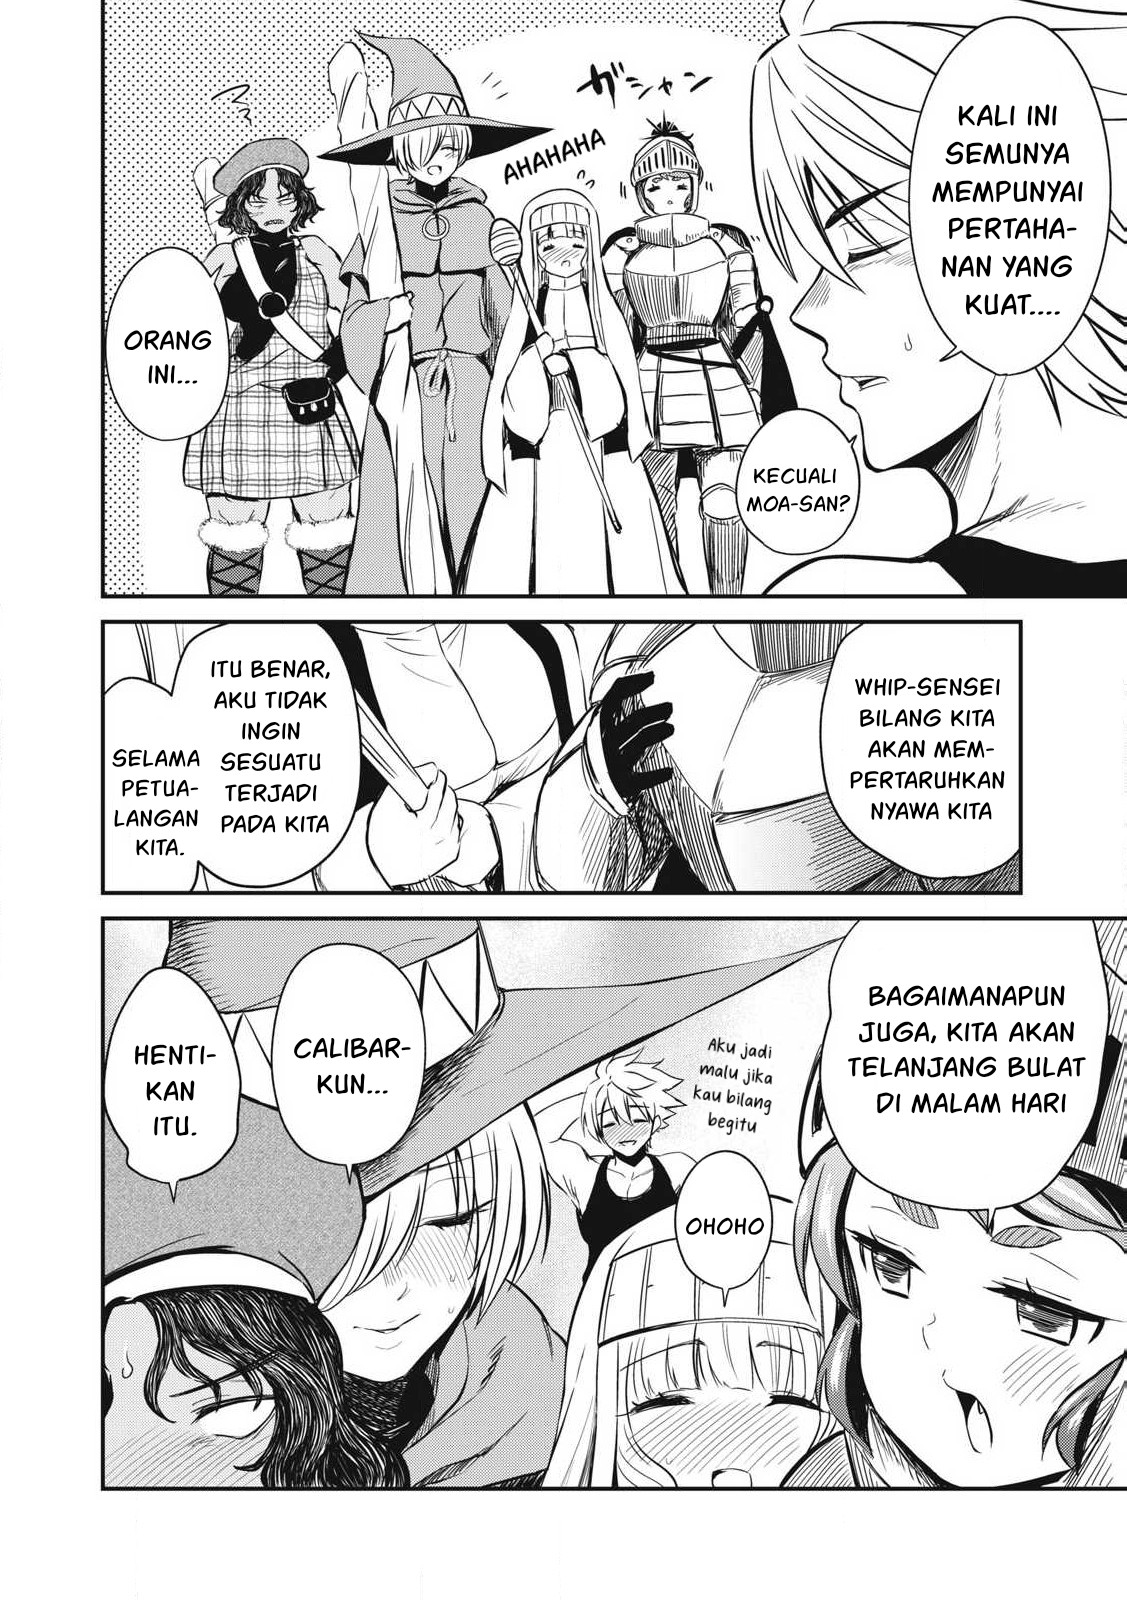 KALI INI
SEMUNYA
MEMPUNYAI
PERTAHA-
NAN YANG
KUAT....
ガシャン
AHAHAHA
KECUALI
MOA-SAN?
ORANG
INI...
WHIP-SENSEI
BILANG KITA
AKAN MEM-
PERTARUHKAN
NYAWA KITA
ITU BENAR,
AKU TIDAK
INGIN
SESUATU
TERJADI
PADA KITA
SELAMA
PETUA-
LANGAN
KITA.
BAGAIMANAPUN
JUGA, KITA AKAN
TELANJANG BULAT
DI MALAM HARI
Aku jadi
malu jika
kau bilang
begitu
OHOHO
CALIBAR-
KUN...
HENTI-
KAN
ITU.